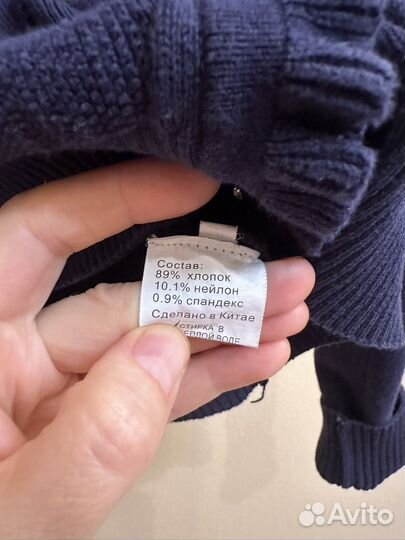 Состав:
89% хлопок
10.1% нейлон
0.9% спандекс
Сделано в Китае
СТИРКА В
ТЕПЛОЙ ВОДЕ
Avito